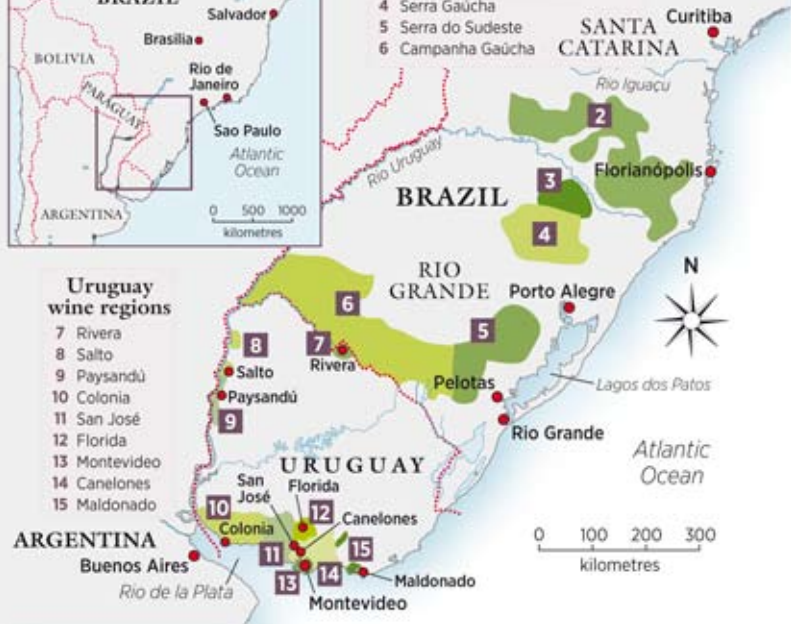 BRAZIL
Salvador
Brasilia
BOLIVIA
Rio de
Janeiro
PARAGUAY
Sao Paulo
Atlantic
Ocean
ARGENTINA
0 500 1000
kilometres
4 Serra Gaúcha
5 Serra do Sudeste
6 Campanha Gaúcha
SANTA
CATARINA
Curitiba
Rio Iguaçu
2
Rio Uruguay
Florianópolis
3
BRAZIL
4
RIO
GRANDE
Porto Alegre
N
Uruguay
wine regions
7 Rivera
8 Salto
9 Paysandú
10 Colonia
11 San José
12 Florida
13 Montevideo
14 Canelones
15 Maldonado
6
5
8
7
Rivera
Salto
Paysandú
9
Pelotas
Lagos dos Patos
Rio Grande
Atlantic
Ocean
URUGUAY
San
José
Florida
10
12
Canelones
Colonia
11
15
14
13
Maldonado
Montevideo
ARGENTINA
Buenos Aires
Rio de la Plata
0 100 200 300
kilometres